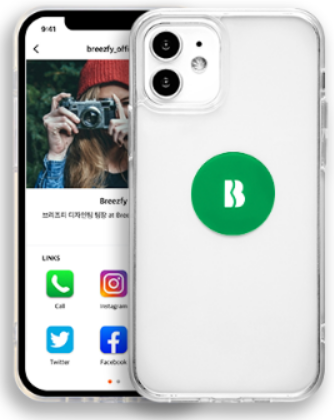 9:41
breezfy_offi
Breezfy
브리즈피 디자인팀 팀장 at Bree
LINKS
Call
Instagram
Twitter
Facebook
B